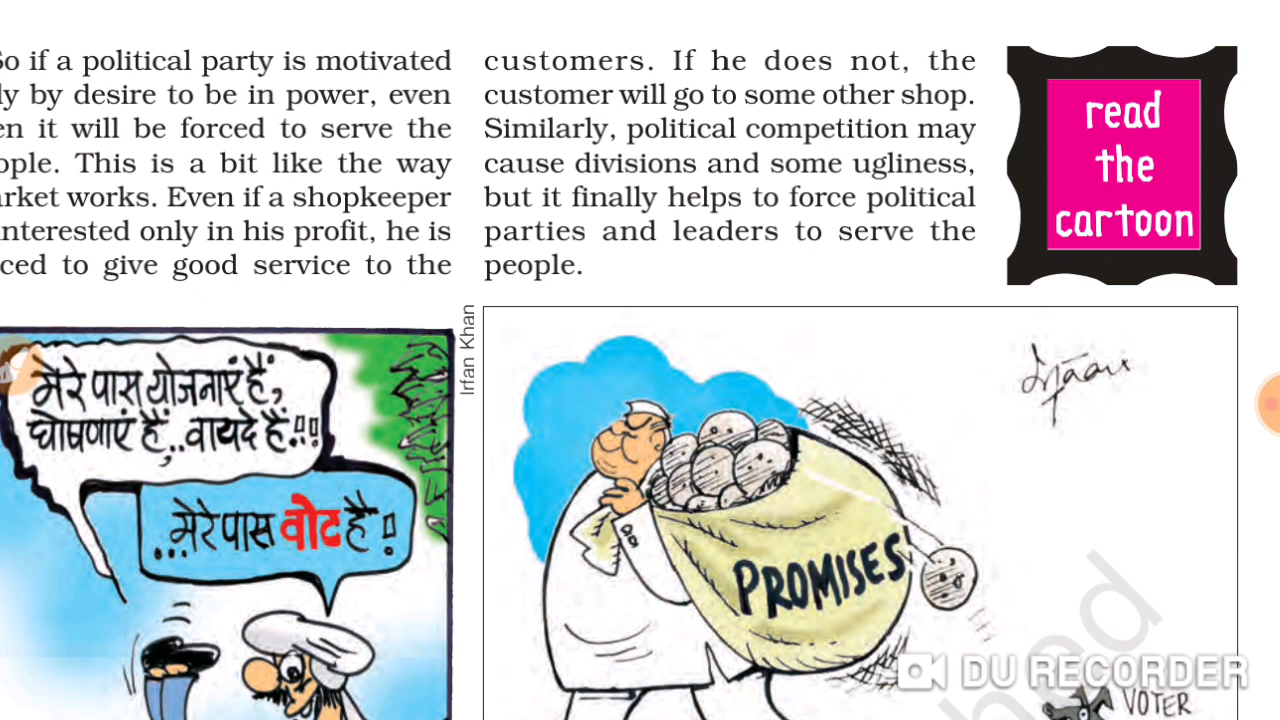 So if a political party is motivated
ly by desire to be in power, even
en it will be forced to serve the
ople. This is a bit like the way
arket works. Even if a shopkeeper
interested only in his profit, he is
ced to give good service to the
customers. If he does not, the
customer will go to some other shop.
Similarly, political competition may
cause divisions and some ugliness,
but it finally helps to force political
parties and leaders to serve the
people.
read
the
cartoon
मेरे पास योजनाएं हैं,
घोषणाएं हैं,..वायदे हैं!!
...मेरे पास वोट है!
Irfan Khan
PROMISES
VOTER
hed
DU RECORDER